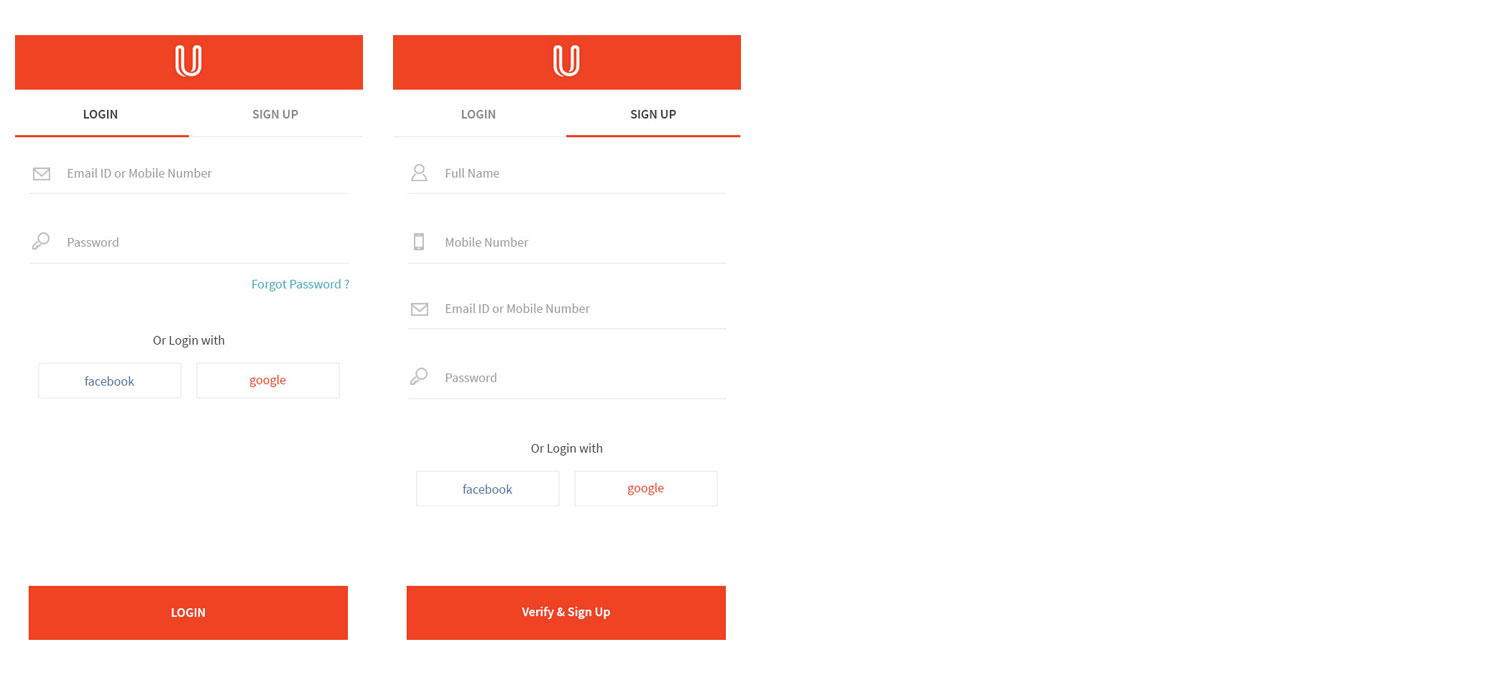 U
LOGIN
SIGN UP
Email ID or Mobile Number
Password
Forgot Password ?
Or Login with
facebook
google
LOGIN
U
LOGIN
SIGN UP
Full Name
Mobile Number
Email ID or Mobile Number
Password
Or Login with
facebook
google
Verify & Sign Up